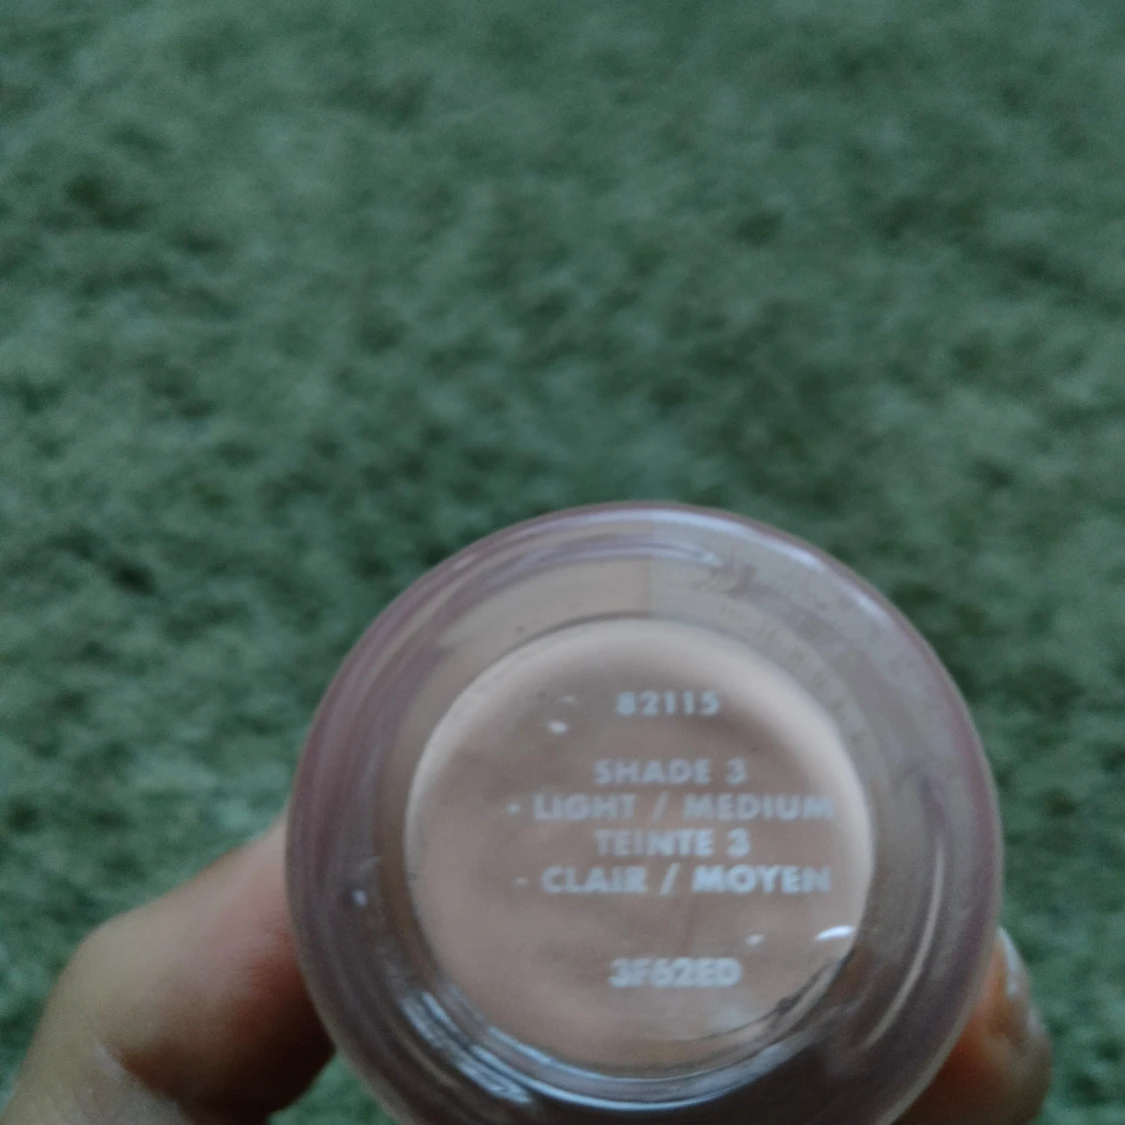 82115
SHADE 3
- LIGHT / MEDIUM
TEINTE 3
- CLAIR / MOYEN
3F62ED